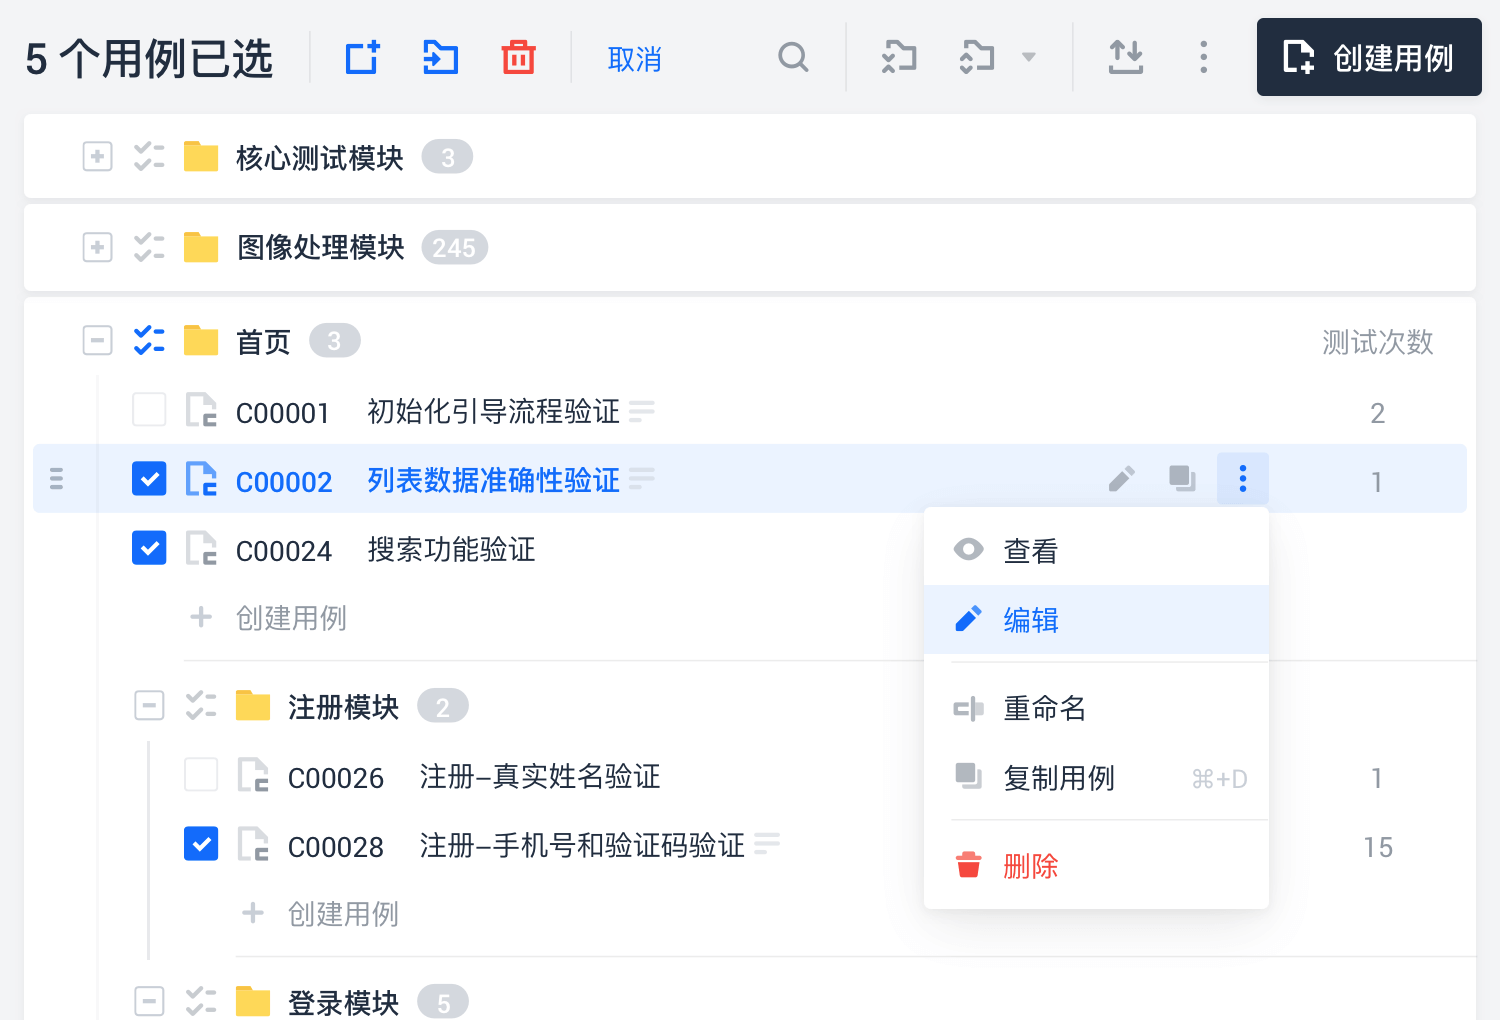 5 个用例已选 取消 创建用例
核心测试模块 3
图像处理模块 245
首页 3 测试次数
C00001 初始化引导流程验证 2
C00002 列表数据准确性验证 1
C00024 搜索功能验证
查看
创建用例
编辑
注册模块 2
重命名
C00026 注册–真实姓名验证 1
复制用例 ⌘+D
C00028 注册–手机号和验证码验证 15
删除
创建用例
登录模块 5